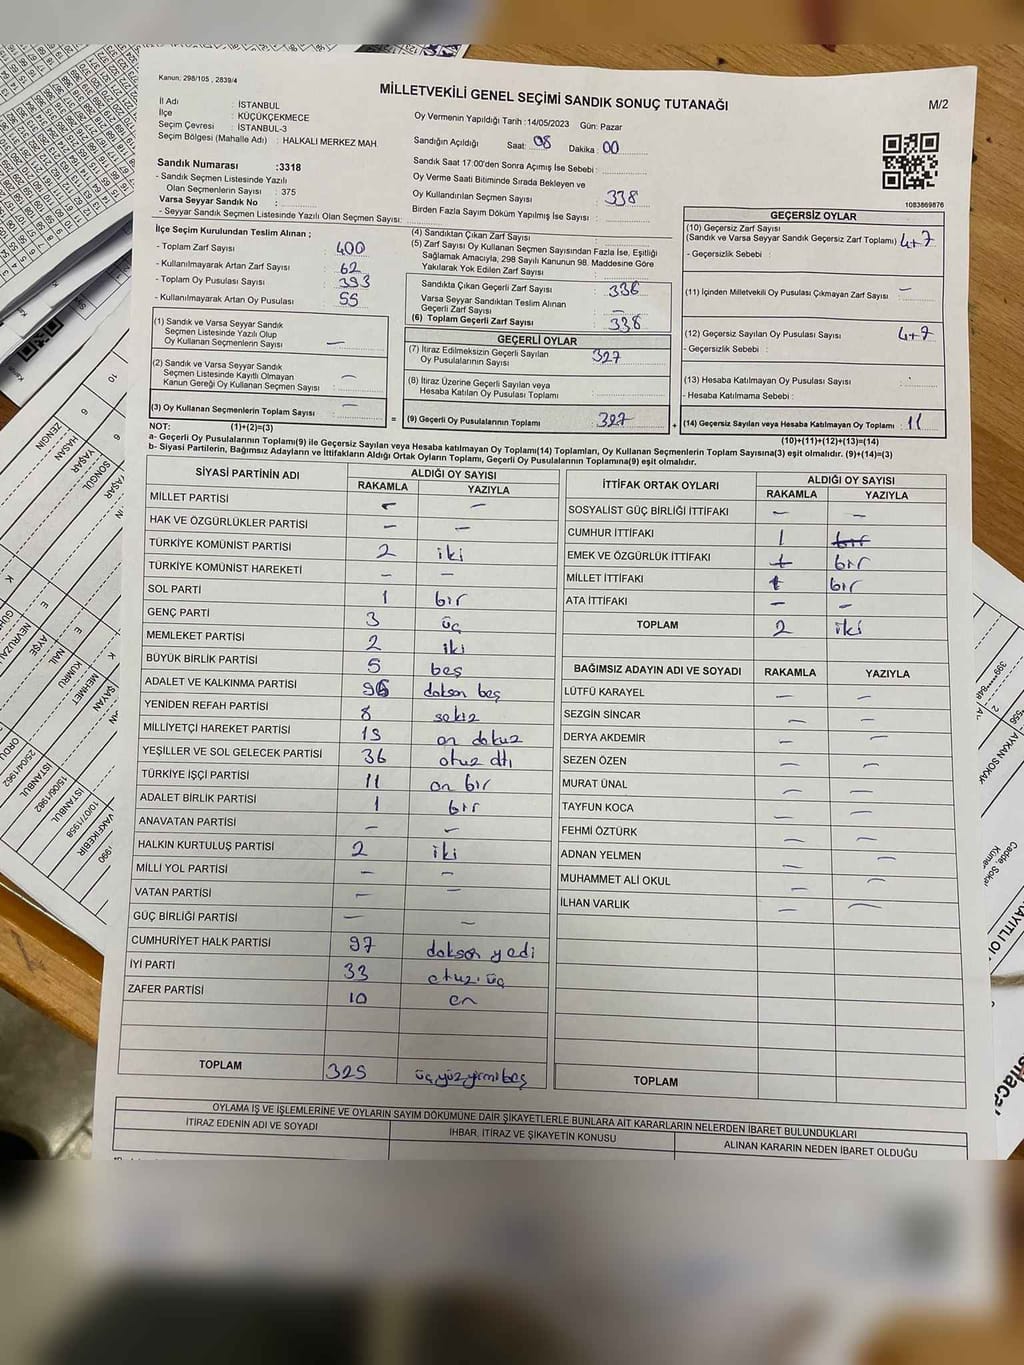 Kanun: 298/105 , 2839/4
MİLLETVEKİLİ GENEL SEÇİMİ SANDIK SONUÇ TUTANAĞI
M/2
İl Adı : İSTANBUL
İlçe : KÜÇÜKÇEKMECE
Seçim Çevresi : İSTANBUL-3
Seçim Bölgesi (Mahalle Adı) : HALKALI MERKEZ MAH.
Oy Vermenin Yapıldığı Tarih :14/05/2023 Gün: Pazar
Sandığın Açıldığı Saat: 08 Dakika : 00
Sandık Saat 17:00'den Sonra Açımış İse Sebebi :
Oy Verme Saati Bitiminde Sırada Bekleyen ve
Oy Kullandırılan Seçmen Sayısı : 338
Birden Fazla Sayım Döküm Yapılmış İse Sayısı :
1083869876
Sandık Numarası :3318
- Sandık Seçmen Listesinde Yazılı
Olan Seçmenlerin Sayısı : 375
Varsa Seyyar Sandık No :
- Seyyar Sandık Seçmen Listesinde Yazılı Olan Seçmen Sayısı:
İlçe Seçim Kurulundan Teslim Alınan ;
- Toplam Zarf Sayısı : 400
- Kullanılmayarak Artan Zarf Sayısı : 62
- Toplam Oy Pusulası Sayısı : 393
- Kullanılmayarak Artan Oy Pusulası : 55
(1) Sandık ve Varsa Seyyar Sandık
Seçmen Listesinde Yazılı Olup
Oy Kullanan Seçmenlerin Sayısı : —
(2) Sandık ve Varsa Seyyar Sandık
Seçmen Listesinde Kayıtlı Olmayan
Kanun Gereği Oy Kullanan Seçmen Sayısı : —
(3) Oy Kullanan Seçmenlerin Toplam Sayısı : —
(4) Sandıktan Çıkan Zarf Sayısı :
(5) Zarf Sayısı Oy Kullanan Seçmen Sayısından Fazla İse, Eşitliği
Sağlamak Amacıyla, 298 Sayılı Kanunun 98. Maddesine Göre
Yakılarak Yok Edilen Zarf Sayısı :
Sandıkta Çıkan Geçerli Zarf Sayısı : 338
Varsa Seyyar Sandıktan Teslim Alınan
Geçerli Zarf Sayısı : —
(6) Toplam Geçerli Zarf Sayısı : 338
GEÇERLİ OYLAR
(7) İtiraz Edilmeksizin Geçerli Sayılan
Oy Pusulalarının Sayısı : 327
(8) İtiraz Üzerine Geçerli Sayılan veya
Hesaba Katılan Oy Pusulası Toplamı :
= (9) Geçerli Oy Pusulalarının Toplamı : 327 +
GEÇERSİZ OYLAR
(10) Geçersiz Zarf Sayısı
(Sandık ve Varsa Seyyar Sandık Geçersiz Zarf Toplamı) : 4+7
- Geçersizlik Sebebi :
(11) İçinden Milletvekili Oy Pusulası Çıkmayan Zarf Sayısı : —
(12) Geçersiz Sayılan Oy Pusulası Sayısı : 4+7
- Geçersizlik Sebebi :
(13) Hesaba Katılmayan Oy Pusulası Sayısı :
- Hesaba Katılmama Sebebi :
(14) Geçersiz Sayılan veya Hesaba Katılmayan Oy Toplamı : 11
NOT: (1)+(2)=(3)
(10)+(11)+(12)+(13)=(14)
a- Geçerli Oy Pusulalarının Toplamı(9) ile Geçersiz Sayılan veya Hesaba katılmayan Oy Toplamı(14) Toplamları, Oy Kullanan Seçmenlerin Toplam Sayısına(3) eşit olmalıdır. (9)+(14)=(3)
b- Siyasi Partilerin, Bağımsız Adayların ve İttifakların Aldığı Ortak Oyların Toplamı, Geçerli Oy Pusulalarının Toplamına(9) eşit olmalıdır.
SİYASİ PARTİNİN ADI ALDIĞI OY SAYISI
RAKAMLA YAZIYLA
MİLLET PARTİSİ — —
HAK VE ÖZGÜRLÜKLER PARTİSİ — —
TÜRKİYE KOMÜNİST PARTİSİ 2 iki
TÜRKİYE KOMÜNİST HAREKETİ — —
SOL PARTİ 1 bir
GENÇ PARTİ 3 üç
MEMLEKET PARTİSİ 2 iki
BÜYÜK BİRLİK PARTİSİ 5 beş
ADALET VE KALKINMA PARTİSİ 95 doksan beş
YENİDEN REFAH PARTİSİ 8 sekiz
MİLLİYETÇİ HAREKET PARTİSİ 19 on dokuz
YEŞİLLER VE SOL GELECEK PARTİSİ 36 otuz altı
TÜRKİYE İŞÇİ PARTİSİ 11 on bir
ADALET BİRLİK PARTİSİ 1 bir
ANAVATAN PARTİSİ — —
HALKIN KURTULUŞ PARTİSİ 2 iki
MİLLİ YOL PARTİSİ — —
VATAN PARTİSİ — —
GÜÇ BİRLİĞİ PARTİSİ — —
CUMHURİYET HALK PARTİSİ 97 doksan yedi
İYİ PARTİ 33 otuz üç
ZAFER PARTİSİ 10 on
TOPLAM 325 üçyüzyirmibeş
İTTİFAK ORTAK OYLARI ALDIĞI OY SAYISI
RAKAMLA YAZIYLA
SOSYALİST GÜÇ BİRLİĞİ İTTİFAKI — —
CUMHUR İTTİFAKI 1 bir
EMEK VE ÖZGÜRLÜK İTTİFAKI 1 bir
MİLLET İTTİFAKI 1 bir
ATA İTTİFAKI — —
TOPLAM 2 iki
BAĞIMSIZ ADAYIN ADI VE SOYADI RAKAMLA YAZIYLA
LÜTFÜ KARAYEL — —
SEZGİN SİNCAR — —
DERYA AKDEMİR — —
SEZEN ÖZEN — —
MURAT ÜNAL — —
TAYFUN KOCA — —
FEHMİ ÖZTÜRK — —
ADNAN YELMEN — —
MUHAMMET ALİ OKUL — —
İLHAN VARLIK — —
TOPLAM
OYLAMA İŞ VE İŞLEMLERİNE VE OYLARIN SAYIM DÖKÜMÜNE DAİR ŞİKAYETLERLE BUNLARA AİT KARARLARIN NELERDEN İBARET BULUNDUKLARI
İTİRAZ EDENİN ADI VE SOYADI
İHBAR, İTİRAZ VE ŞİKAYETİN KONUSU
ALINAN KARARIN NEDEN İBARET OLDUĞU